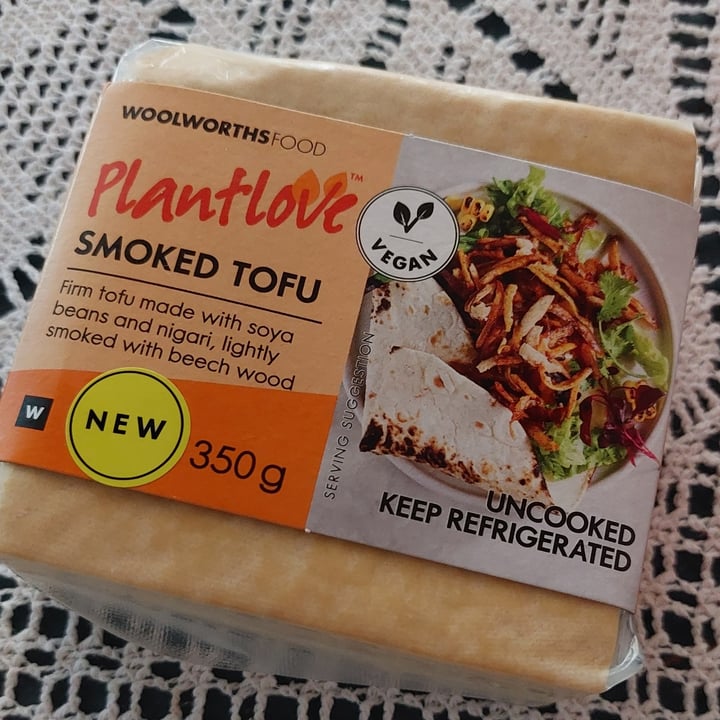 WOOLWORTHSFOOD
Plantlove™
SMOKED TOFU
Firm tofu made with soya
beans and nigari, lightly
smoked with beech wood
W
NEW
350g
VEGAN
SERVING SUGGESTION
UNCOOKED
KEEP REFRIGERATED